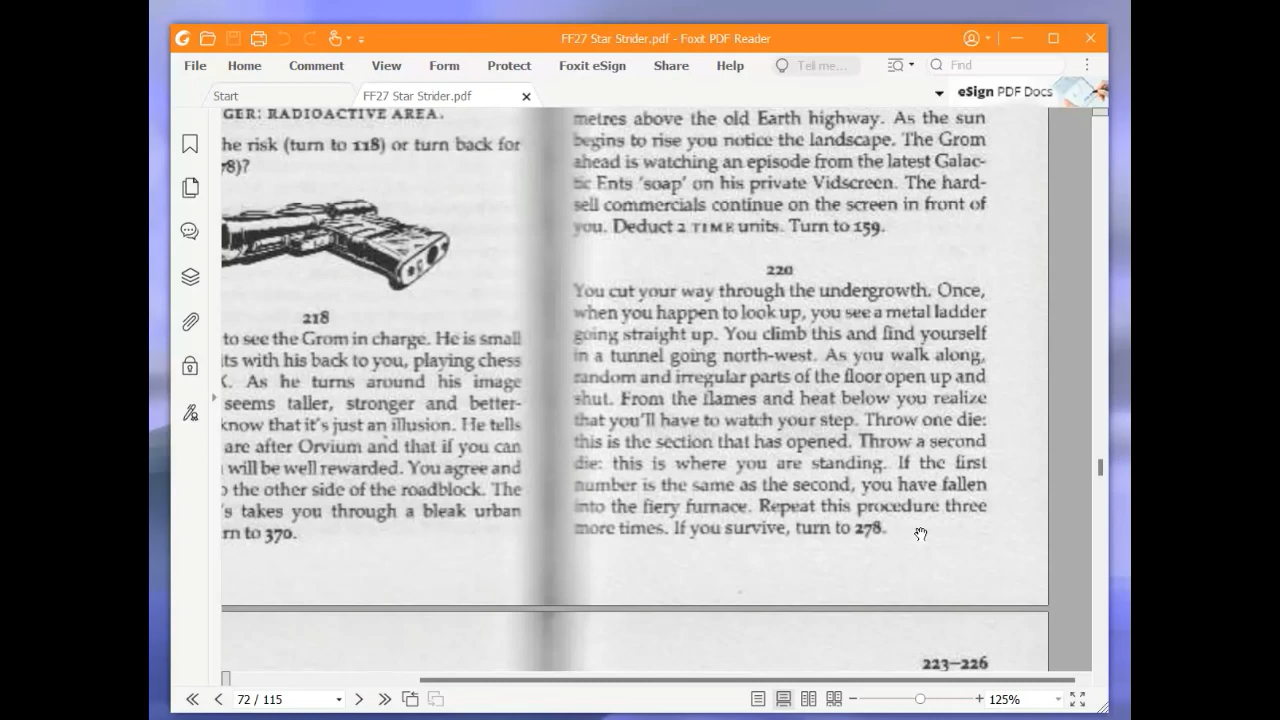 FF27 Star Strider.pdf - Foxit PDF Reader
File Home Comment View Form Protect Foxit eSign Share Help Tell me... Find
Start FF27 Star Strider.pdf eSign PDF Docs
GER: RADIOACTIVE AREA.
he risk (turn to 118) or turn back for
78)?
218
to see the Grom in charge. He is small
its with his back to you, playing chess
K. As he turns around his image
seems taller, stronger and better-
know that it's just an illusion. He tells
are after Orvium and that if you can
will be well rewarded. You agree and
o the other side of the roadblock. The
's takes you through a bleak urban
rn to 370.
metres above the old Earth highway. As the sun
begins to rise you notice the landscape. The Grom
ahead is watching an episode from the latest Galac-
tic Ents 'soap' on his private Vidscreen. The hard-
sell commercials continue on the screen in front of
you. Deduct 2 TIME units. Turn to 159.
220
You cut your way through the undergrowth. Once,
when you happen to look up, you see a metal ladder
going straight up. You climb this and find yourself
in a tunnel going north-west. As you walk along,
random and irregular parts of the floor open up and
shut. From the flames and heat below you realize
that you'll have to watch your step. Throw one die:
this is the section that has opened. Throw a second
die: this is where you are standing. If the first
number is the same as the second, you have fallen
into the fiery furnace. Repeat this procedure three
more times. If you survive, turn to 278.
223–226
72 / 115
125%